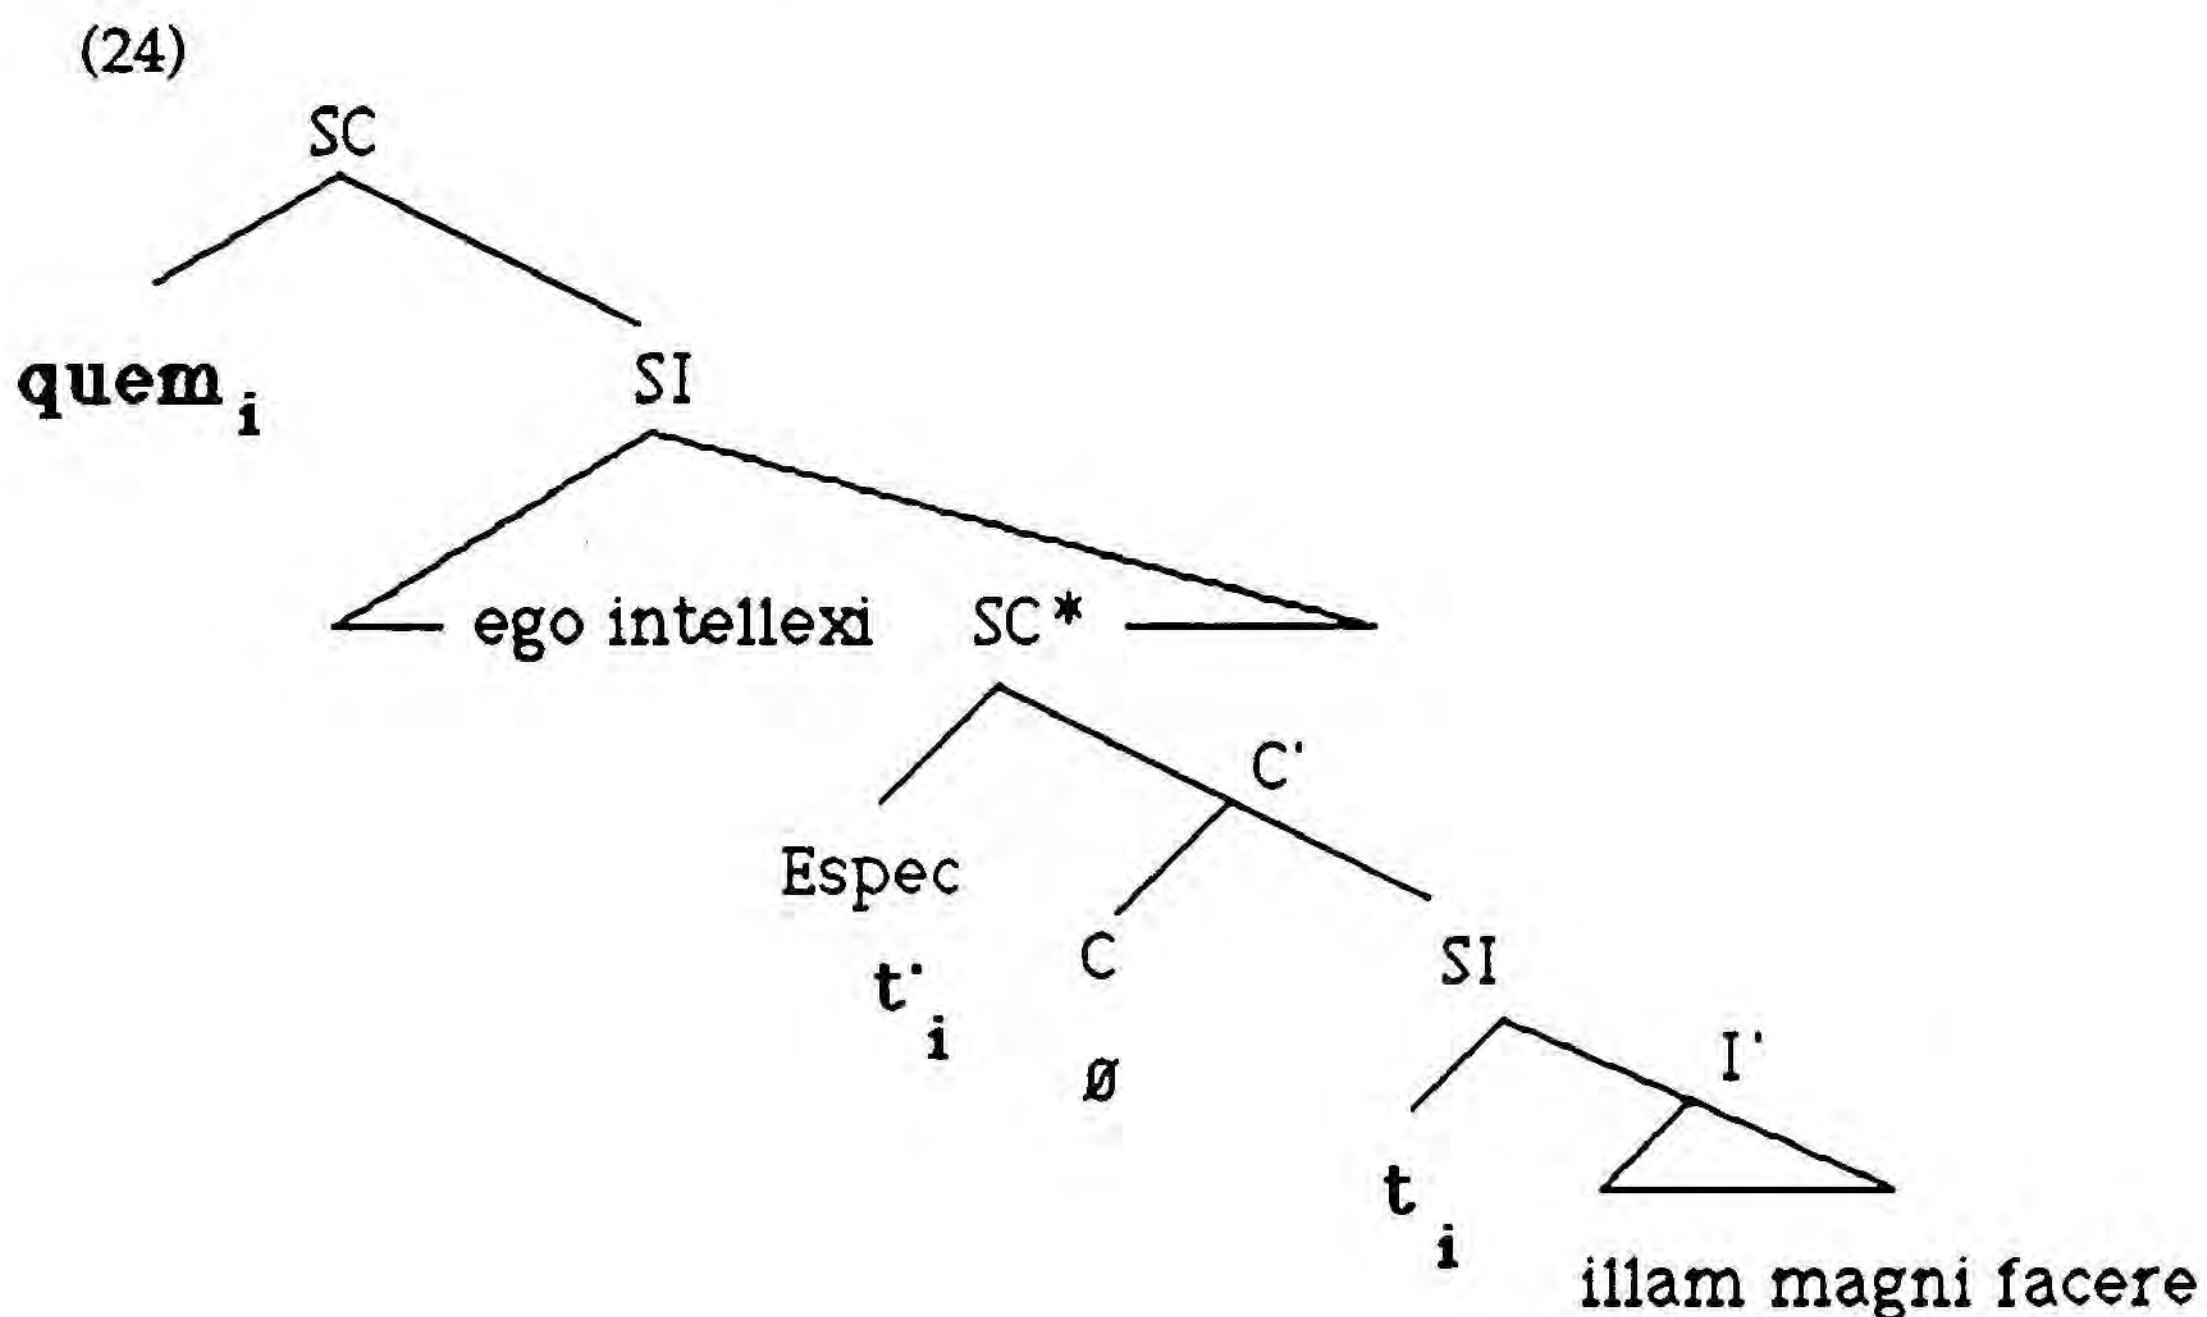 (24)
SC
quem i
SI
ego intellexi SC*
C'
Espec
t' i
C
Ø
SI
I'
t i
illam magni facere